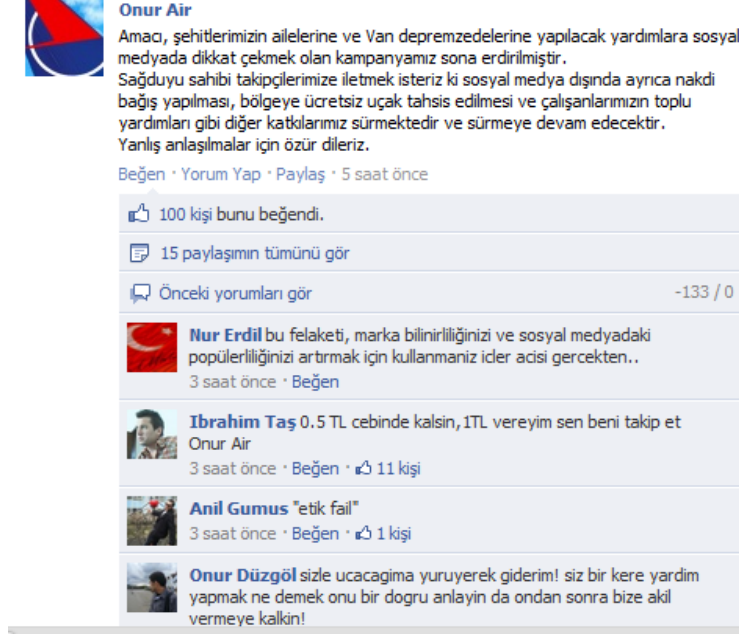 Onur Air
Amacı, şehitlerimizin ailelerine ve Van depremzedelerine yapılacak yardımlara sosyal
medyada dikkat çekmek olan kampanyamız sona erdirilmiştir.
Sağduyu sahibi takipçilerimize iletmek isteriz ki sosyal medya dışında ayrıca nakdi
bağış yapılması, bölgeye ücretsiz uçak tahsis edilmesi ve çalışanlarımızın toplu
yardımları gibi diğer katkılarımız sürmektedir ve sürmeye devam edecektir.
Yanlış anlaşılmalar için özür dileriz.
Beğen · Yorum Yap · Paylaş · 5 saat önce
100 kişi bunu beğendi.
15 paylaşımın tümünü gör
Önceki yorumları gör -133 / 0
Nur Erdil bu felaketi, marka bilinirliliğinizi ve sosyal medyadaki
popülerliliğinizi artırmak için kullanmaniz icler acisi gercekten..
3 saat önce · Beğen
Ibrahim Taş 0.5 TL cebinde kalsin,1TL vereyim sen beni takip et
Onur Air
3 saat önce · Beğen · 11 kişi
Anil Gumus "etik fail"
3 saat önce · Beğen · 1 kişi
Onur Düzgöl sizle ucacagima yuruyerek giderim! siz bir kere yardim
yapmak ne demek onu bir dogru anlayin da ondan sonra bize akil
vermeye kalkin!